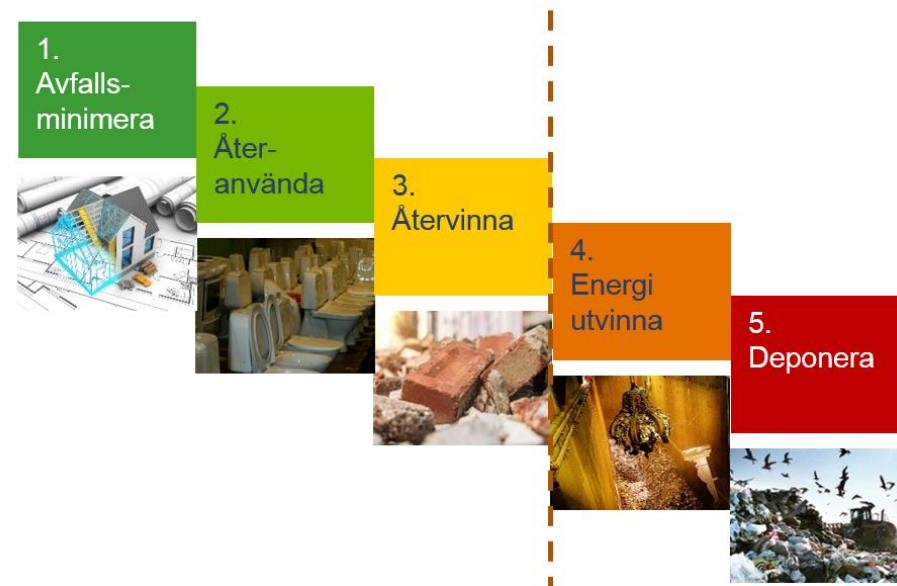 1.
Avfalls-
minimera
2.
Åter-
använda
3.
Återvinna
4.
Energi
utvinna
5.
Deponera